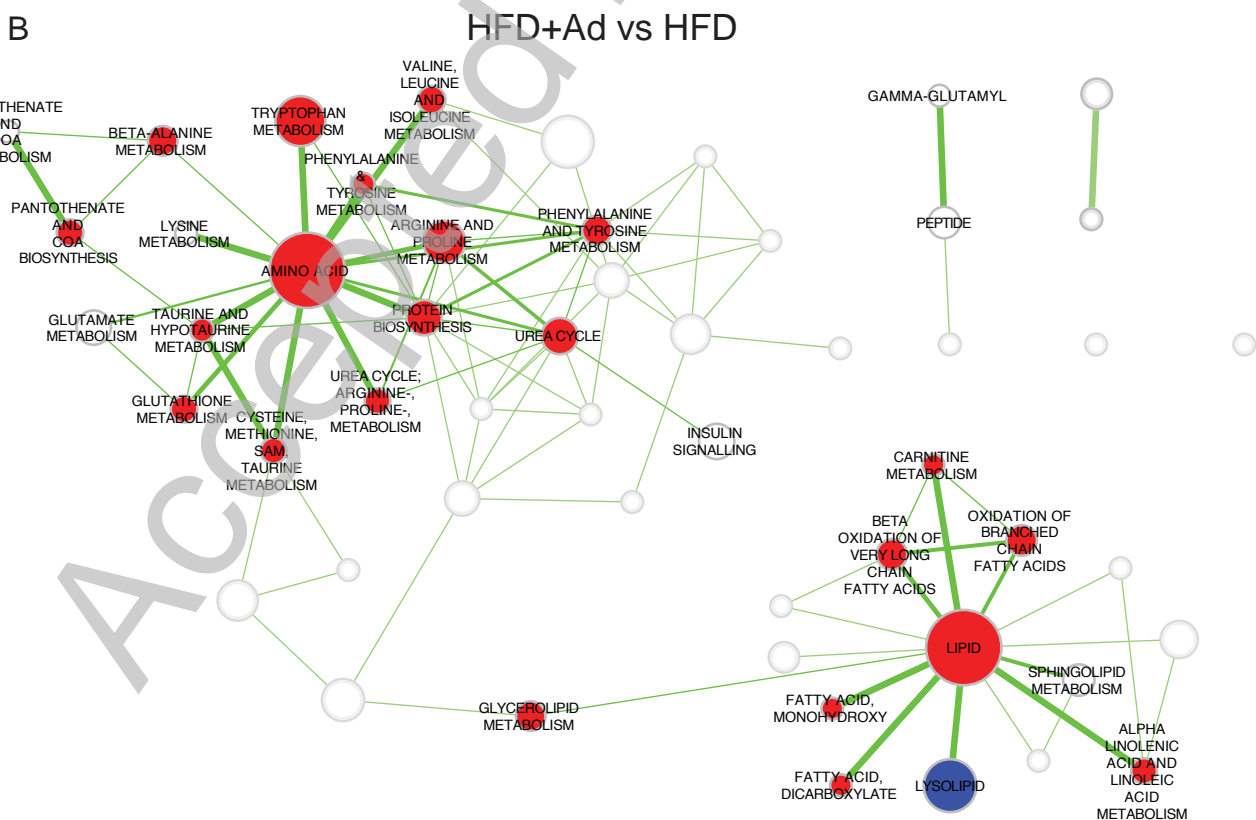 B
HFD+Ad vs HFD
VALINE,
LEUCINE
AND
ISOLEUCINE
METABOLISM
TRYPTOPHAN
METABOLISM
BETA-ALANINE
METABOLISM
THENATE
ND
OA
BOLISM
PHENYLALANINE
&
TYROSINE
METABOLISM
PANTOTHENATE
AND
COA
BIOSYNTHESIS
LYSINE
METABOLISM
ARGININE AND
PROLINE
METABOLISM
PHENYLALANINE
AND TYROSINE
METABOLISM
AMINO ACID
GLUTAMATE
METABOLISM
TAURINE AND
HYPOTAURINE
METABOLISM
PROTEIN
BIOSYNTHESIS
UREA CYCLE
UREA CYCLE;
ARGININE-,
PROLINE-,
METABOLISM
GLUTATHIONE
METABOLISM
CYSTEINE,
METHIONINE,
SAM,
TAURINE
METABOLISM
INSULIN
SIGNALLING
GAMMA-GLUTAMYL
PEPTIDE
CARNITINE
METABOLISM
BETA
OXIDATION OF
VERY LONG
CHAIN
FATTY ACIDS
OXIDATION OF
BRANCHED
CHAIN
FATTY ACIDS
LIPID
SPHINGOLIPID
METABOLISM
GLYCEROLIPID
METABOLISM
FATTY ACID,
MONOHYDROXY
FATTY ACID,
DICARBOXYLATE
LYSOLIPID
ALPHA
LINOLENIC
ACID AND
LINOLEIC
ACID
METABOLISM
Accepted